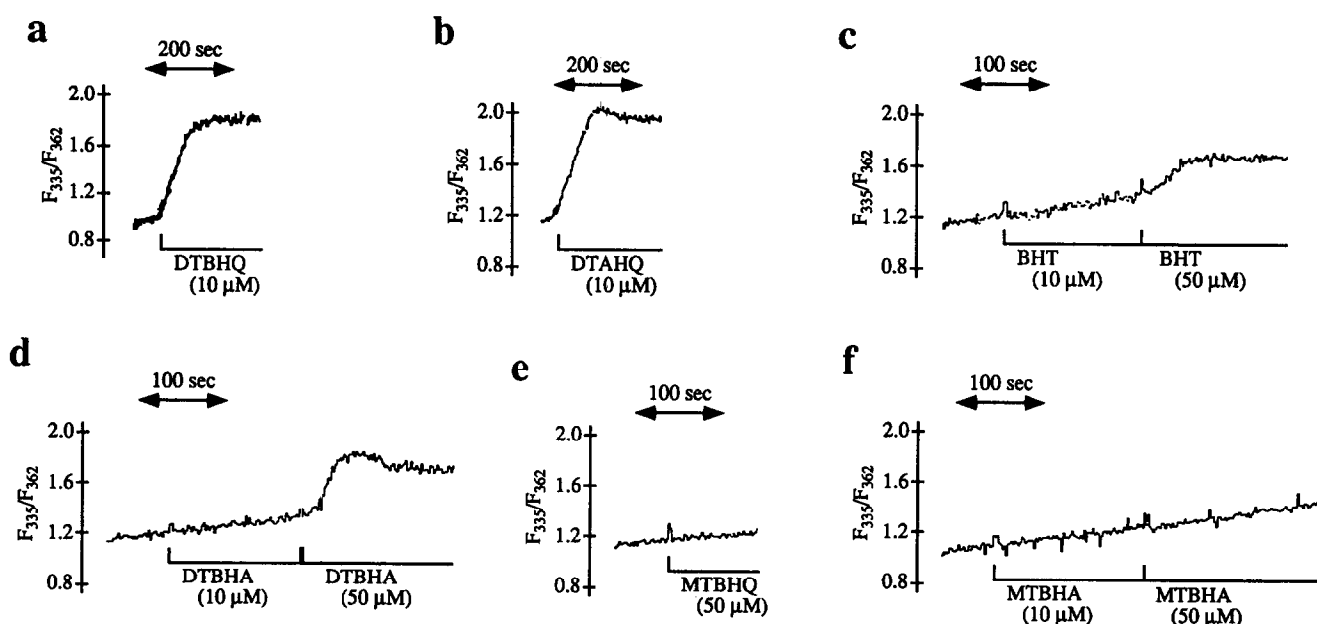 a
200 sec
F335/F362
2.0
1.6
1.2
0.8
DTBHQ
(10 µM)
b
200 sec
F335/F362
2.0
1.6
1.2
0.8
DTAHQ
(10 µM)
c
100 sec
F335/F362
2.0
1.6
1.2
0.8
BHT
(10 µM)
BHT
(50 µM)
d
100 sec
F335/F362
2.0
1.6
1.2
0.8
DTBHA
(10 µM)
DTBHA
(50 µM)
e
100 sec
F335/F362
2.0
1.6
1.2
0.8
MTBHQ
(50 µM)
f
100 sec
F335/F362
2.0
1.6
1.2
0.8
MTBHA
(10 µM)
MTBHA
(50 µM)